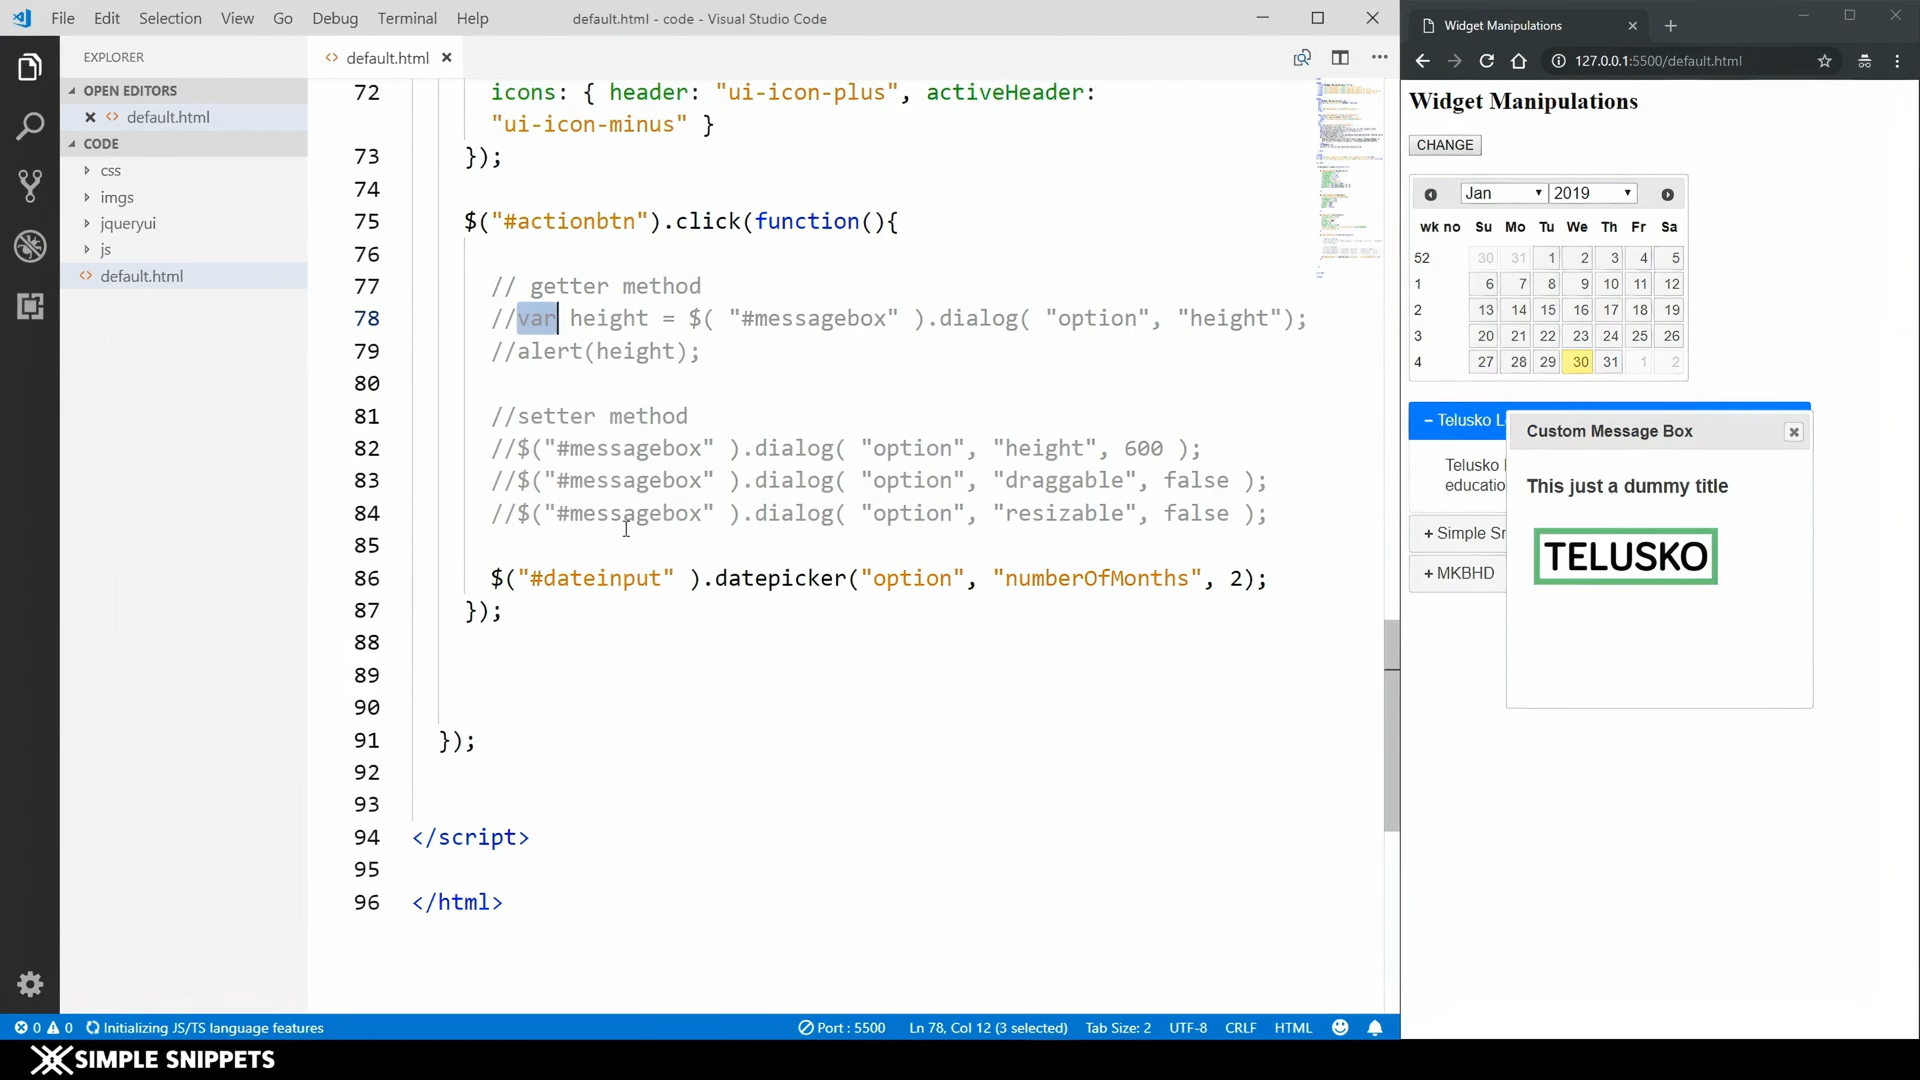 File Edit Selection View Go Debug Terminal Help
default.html - code - Visual Studio Code
EXPLORER
OPEN EDITORS
default.html
CODE
css
imgs
jqueryui
js
default.html
default.html
72 icons: { header: "ui-icon-plus", activeHeader:
"ui-icon-minus" }
73 });
74
75 $("#actionbtn").click(function(){
76
77 // getter method
78 //var height = $( "#messagebox" ).dialog( "option", "height");
79 //alert(height);
80
81 //setter method
82 //$("#messagebox" ).dialog( "option", "height", 600 );
83 //$("#messagebox" ).dialog( "option", "draggable", false );
84 //$("#messagebox" ).dialog( "option", "resizable", false );
85
86 $("#dateinput" ).datepicker("option", "numberOfMonths", 2);
87 });
88
89
90
91 });
92
93
94 </script>
95
96 </html>
0 0 Initializing JS/TS language features
Port : 5500 Ln 78, Col 12 (3 selected) Tab Size: 2 UTF-8 CRLF HTML
SIMPLE SNIPPETS
Widget Manipulations
127.0.0.1:5500/default.html
Widget Manipulations
CHANGE
Jan 2019
wk no Su Mo Tu We Th Fr Sa
52 30 31 1 2 3 4 5
1 6 7 8 9 10 11 12
2 13 14 15 16 17 18 19
3 20 21 22 23 24 25 26
4 27 28 29 30 31 1 2
Telusko L
Telusko
educatio
Simple Sn
MKBHD
Custom Message Box
This just a dummy title
TELUSKO